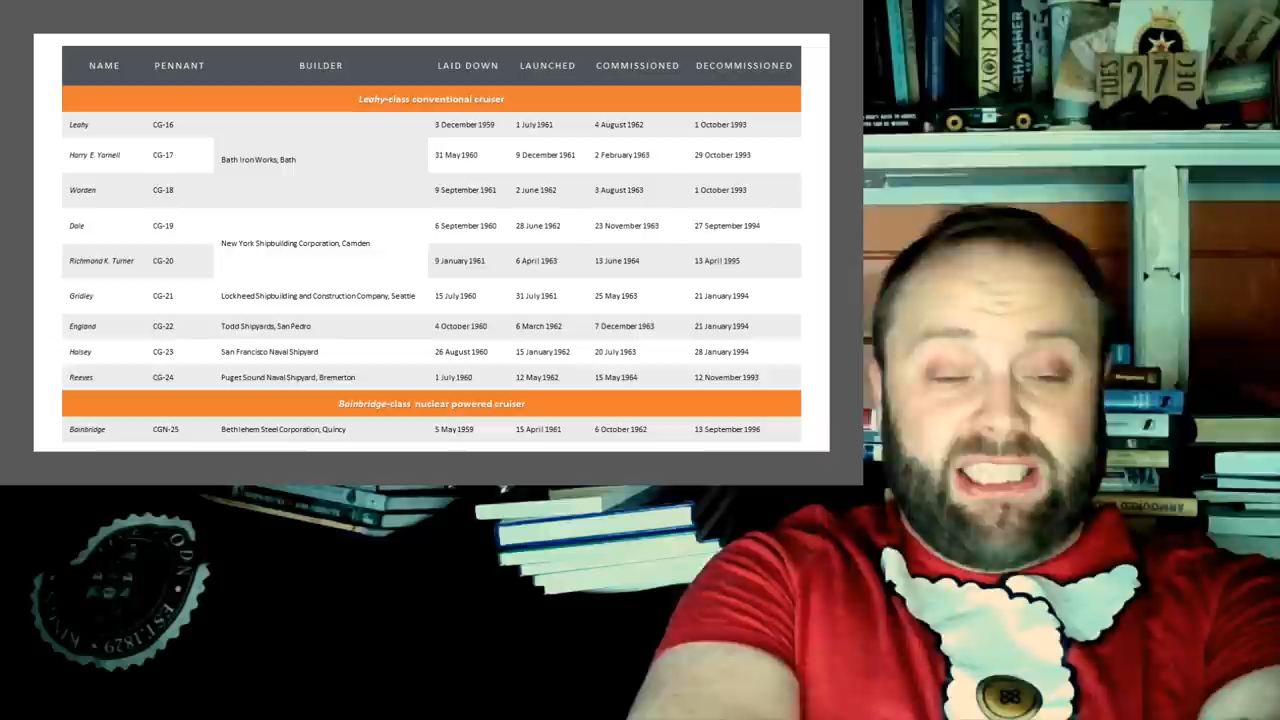 NAME PENNANT BUILDER LAID DOWN LAUNCHED COMMISSIONED DECOMMISSIONED
Leahy-class conventional cruiser
Leahy CG-16 3 December 1959 1 July 1961 4 August 1962 1 October 1993
Harry E. Yarnell CG-17 Bath Iron Works, Bath 31 May 1960 9 December 1961 2 February 1963 29 October 1993
Worden CG-18 9 September 1961 2 June 1962 3 August 1963 1 October 1993
Dale CG-19 6 September 1960 28 June 1962 23 November 1963 27 September 1994
New York Shipbuilding Corporation, Camden
Richmond K. Turner CG-20 9 January 1961 6 April 1963 13 June 1964 13 April 1995
Gridley CG-21 Lockheed Shipbuilding and Construction Company, Seattle 15 July 1960 31 July 1961 25 May 1963 21 January 1994
England CG-22 Todd Shipyards, San Pedro 4 October 1960 6 March 1962 7 December 1963 21 January 1994
Halsey CG-23 San Francisco Naval Shipyard 26 August 1960 15 January 1962 20 July 1963 28 January 1994
Reeves CG-24 Puget Sound Naval Shipyard, Bremerton 1 July 1960 12 May 1962 15 May 1964 12 November 1993
Bainbridge-class nuclear powered cruiser
Bainbridge CGN-25 Bethlehem Steel Corporation, Quincy 5 May 1959 15 April 1961 6 October 1962 13 September 1996
ARK ROYA
ARHAMMER
TUES 27 DEC
EST.1829